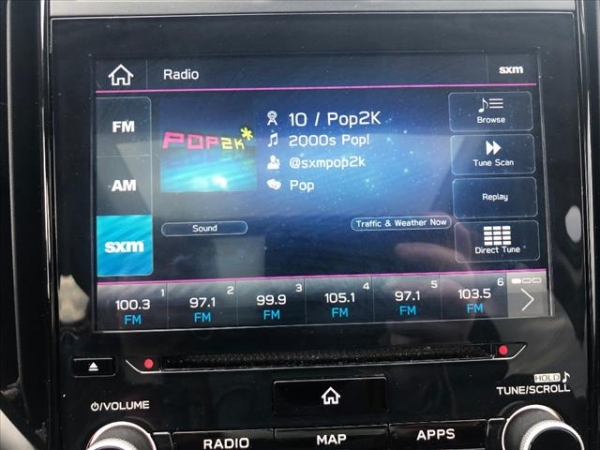 Radio
sxm
FM
AM
sxm
POP2K*
10 / Pop2K
2000s Pop!
@sxmpop2k
Pop
Browse
Tune Scan
Replay
Direct Tune
Sound
Traffic & Weather Now
1
100.3
FM
2
97.1
FM
3
99.9
FM
4
105.1
FM
5
97.1
FM
6
103.5
FM
HOLD
TUNE/SCROLL
/VOLUME
RADIO
MAP
APPS